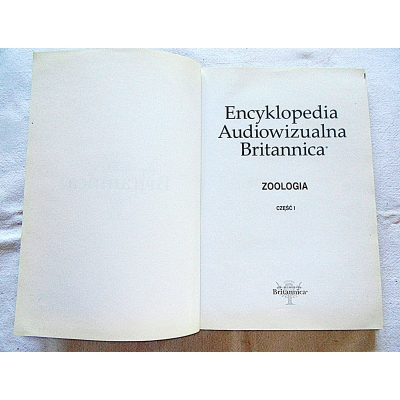 Encyklopedia
Audiowizualna
Britannica®
ZOOLOGIA
CZĘŚĆ I
Britannica®